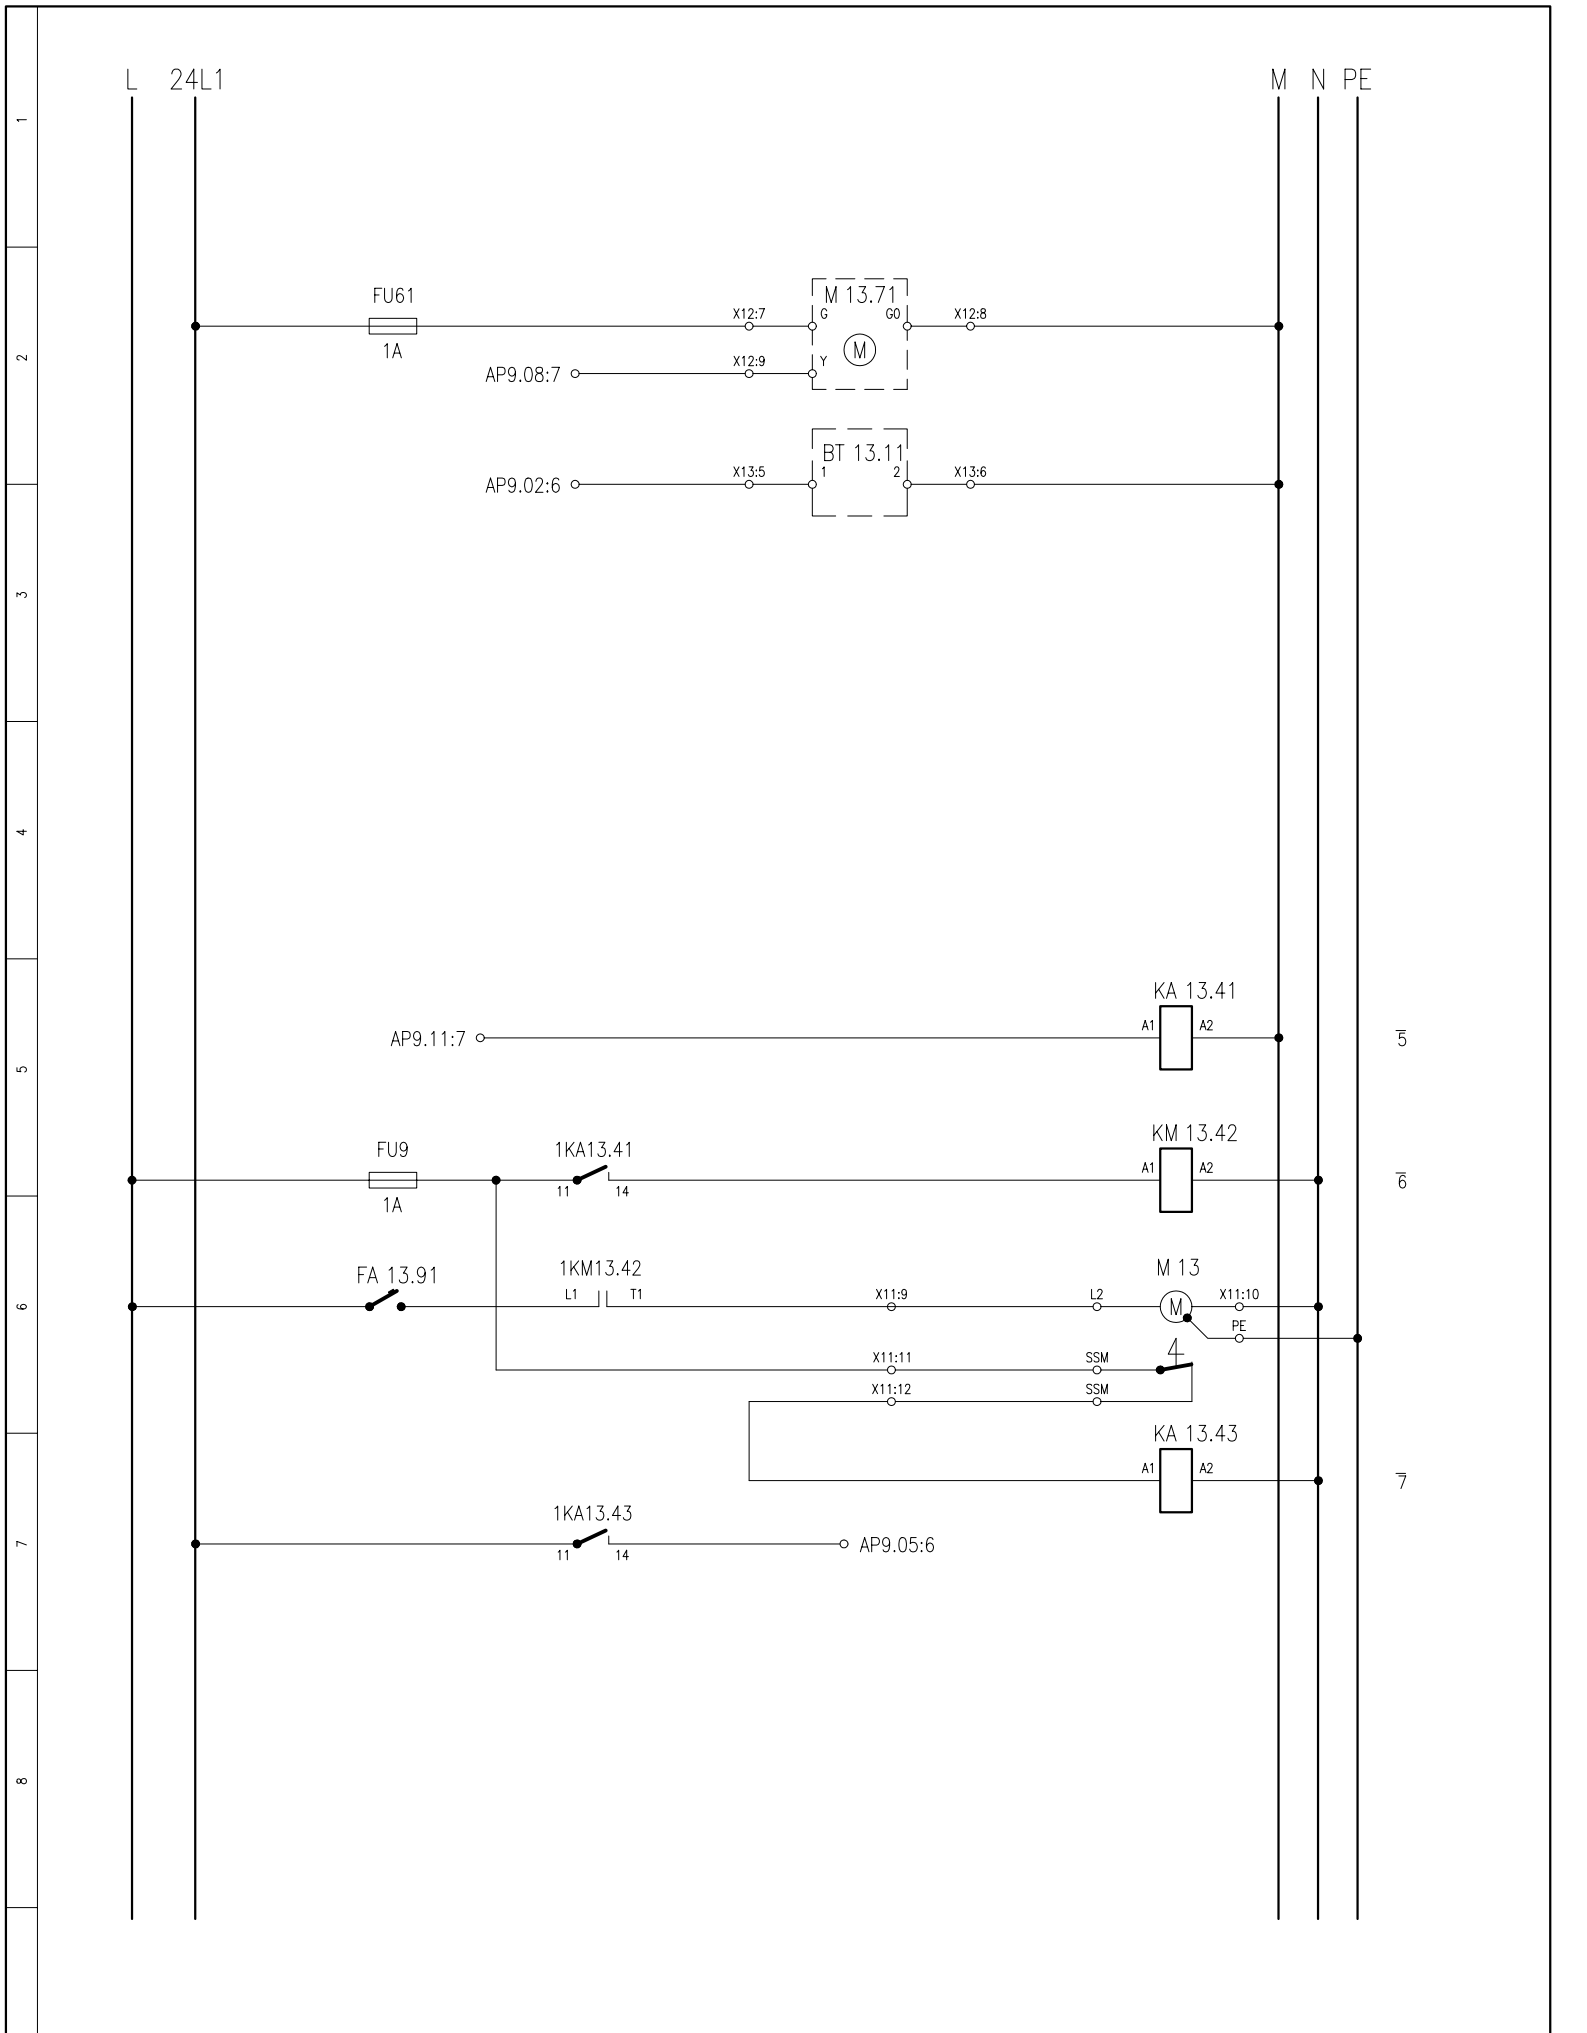 L 24L1 M N PE
1
FU61 M 13.71
X12:7 G G0 X12:8
1A M
2
X12:9 Y
AP9.08:7
BT 13.11
X13:5 1 2 X13:6
AP9.02:6
3
4
KA 13.41
A1 A2
AP9.11:7 5
5
KM 13.42
FU9 1KA13.41
A1 A2
11 14 6
1A
M 13
FA 13.91 1KM13.42
L1 T1 X11:9 L2 X11:10
6 M
PE
4
X11:11 SSM
X11:12 SSM
KA 13.43
A1 A2
7
1KA13.43
7 AP9.05:6
11 14
8